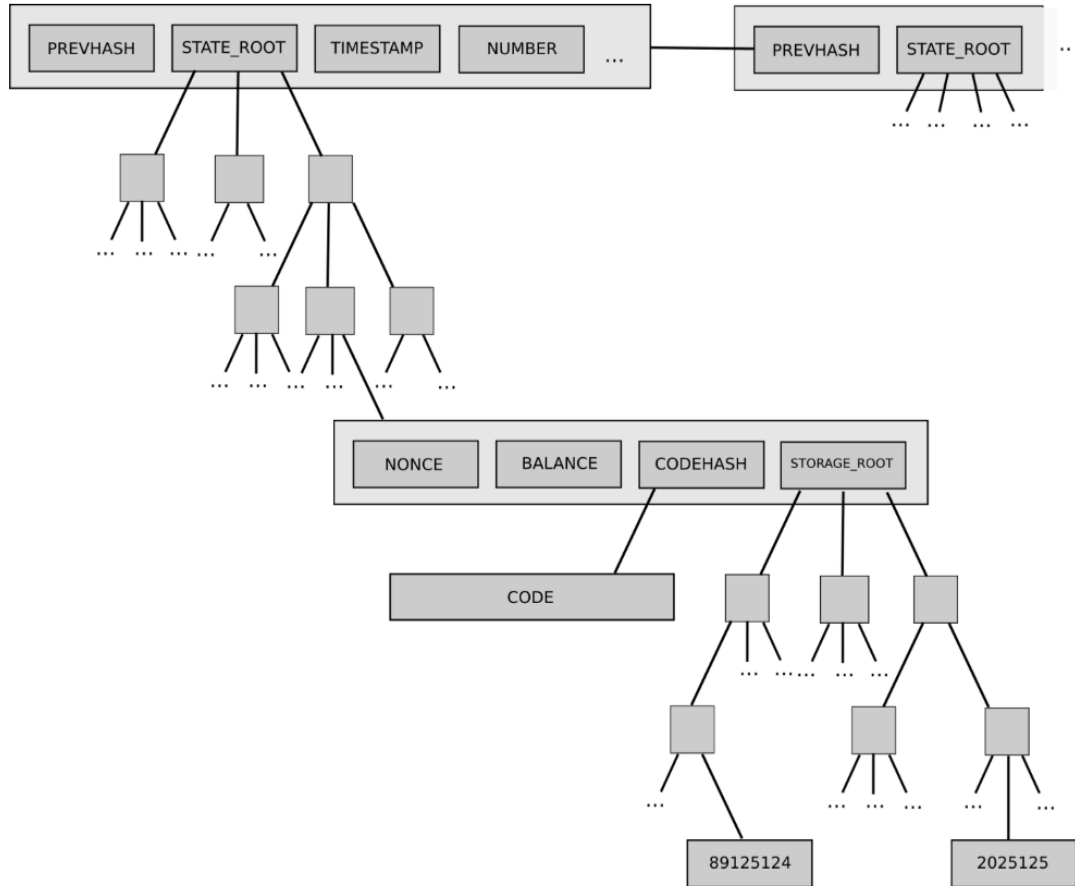 PREVHASH STATE_ROOT TIMESTAMP NUMBER ... PREVHASH STATE_ROOT ...
... ... ... ...
... ... ... ... ...
... ... ... ... ... ...
NONCE BALANCE CODEHASH STORAGE_ROOT
CODE
... ... ... ... ...
... ... ... ... ... ...
89125124 2025125